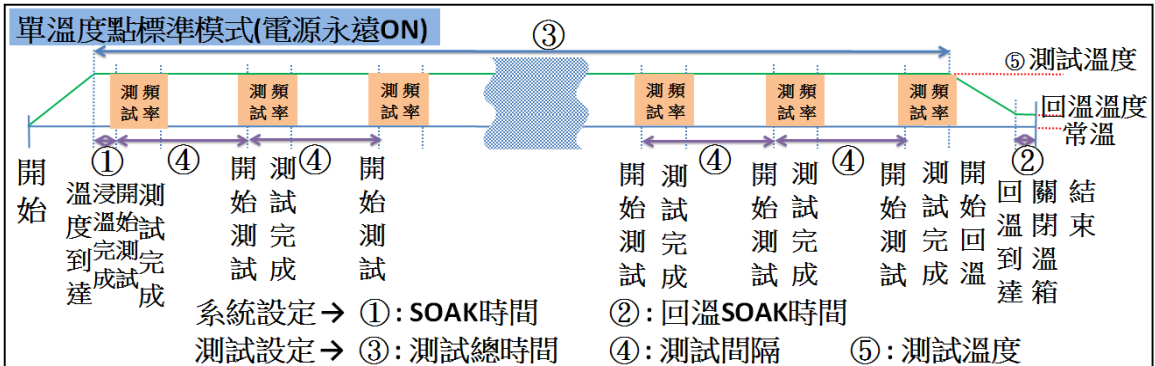 單溫度點標準模式(電源永遠ON)
③
⑤測試溫度
測試頻率
測試頻率
測試頻率
測試頻率
測試頻率
測試頻率
回溫溫度
常溫
①
④
④
④
④
②
開始
溫度到達
浸溫完成
開始測試
測試完成
開始測試
測試完成
開始測試
開始測試
測試完成
開始測試
測試完成
開始測試
測試完成
開始回溫
回溫到達
關閉溫箱
結束
系統設定→ ①:SOAK時間 ②:回溫SOAK時間
測試設定→ ③:測試總時間 ④:測試間隔 ⑤:測試溫度